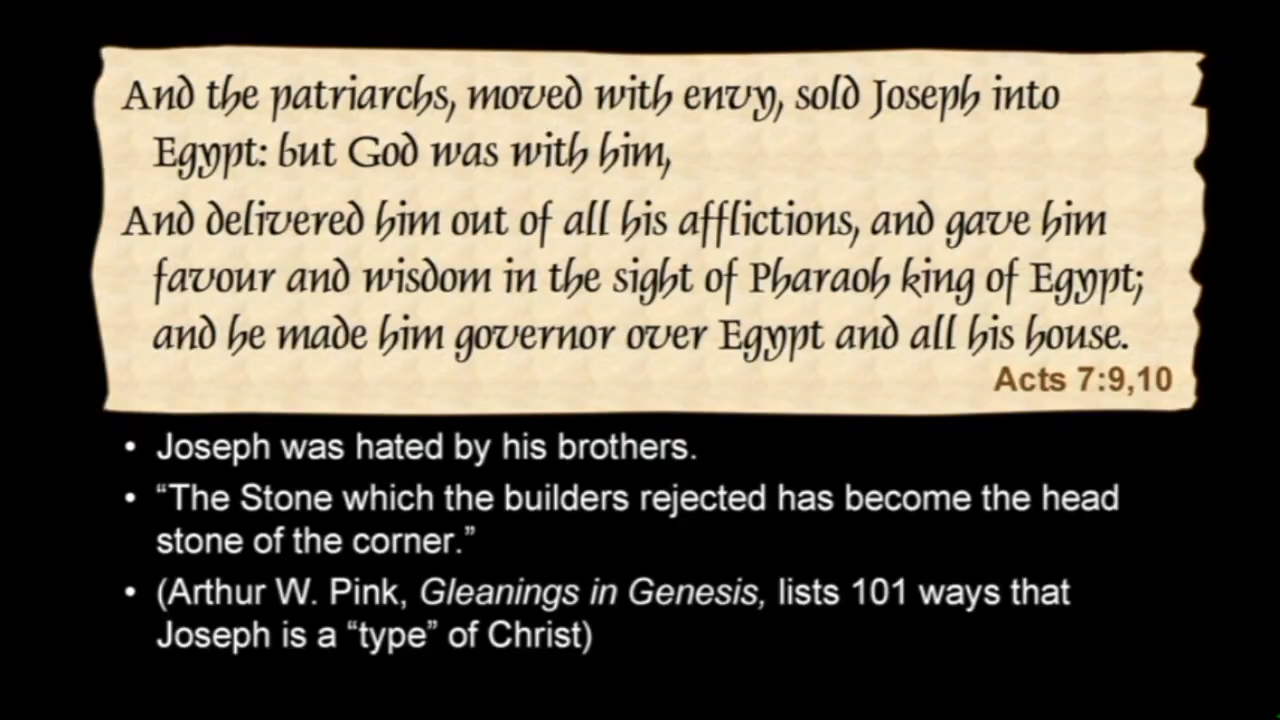 And the patriarchs, moved with envy, sold Joseph into
Egypt: but God was with him,
And delivered him out of all his afflictions, and gave him
favour and wisdom in the sight of Pharaoh king of Egypt;
and he made him governor over Egypt and all his house.
Acts 7:9,10
• Joseph was hated by his brothers.
• “The Stone which the builders rejected has become the head
stone of the corner.”
• (Arthur W. Pink, Gleanings in Genesis, lists 101 ways that
Joseph is a “type” of Christ)